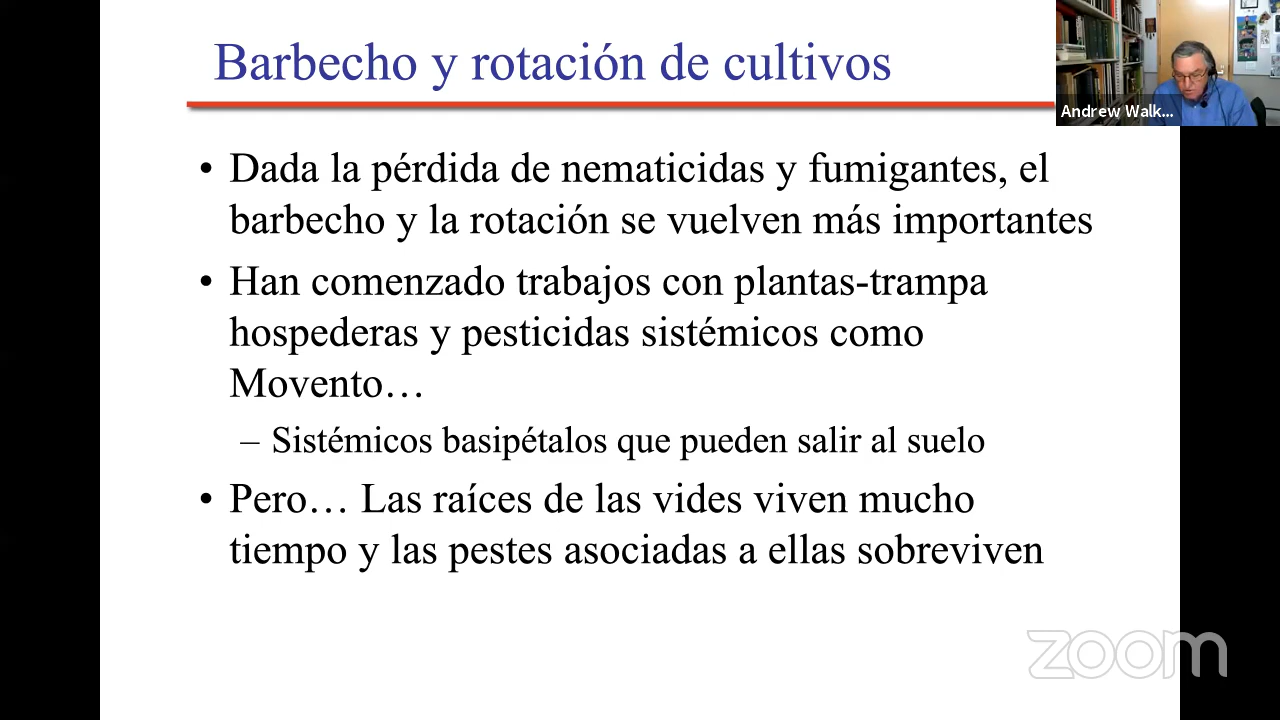 Barbecho y rotación de cultivos
Andrew Walk...
• Dada la pérdida de nematicidas y fumigantes, el
barbecho y la rotación se vuelven más importantes
• Han comenzado trabajos con plantas-trampa
hospederas y pesticidas sistémicos como
Movento…
– Sistémicos basipétalos que pueden salir al suelo
• Pero… Las raíces de las vides viven mucho
tiempo y las pestes asociadas a ellas sobreviven
zoom